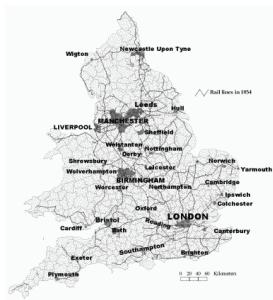 Newcastle Upon Tyne
Wigton
Rail lines in 1854
Leeds
Hull
MANCHESTER
LIVERPOOL
Sheffield
Welstanton
Nottingham
Derby
Shrewsbury
Leicester
Norwich
Wolverhampton
Yarmouth
BIRMINGHAM
Cambridge
Worcester
Northampton
Ipswich
Colchester
Oxford
LONDON
Bristol
Reading
Cardiff
Bath
Canterbury
Southampton
Brighton
Exeter
Plymouth
0 20 40 60 Kilometers